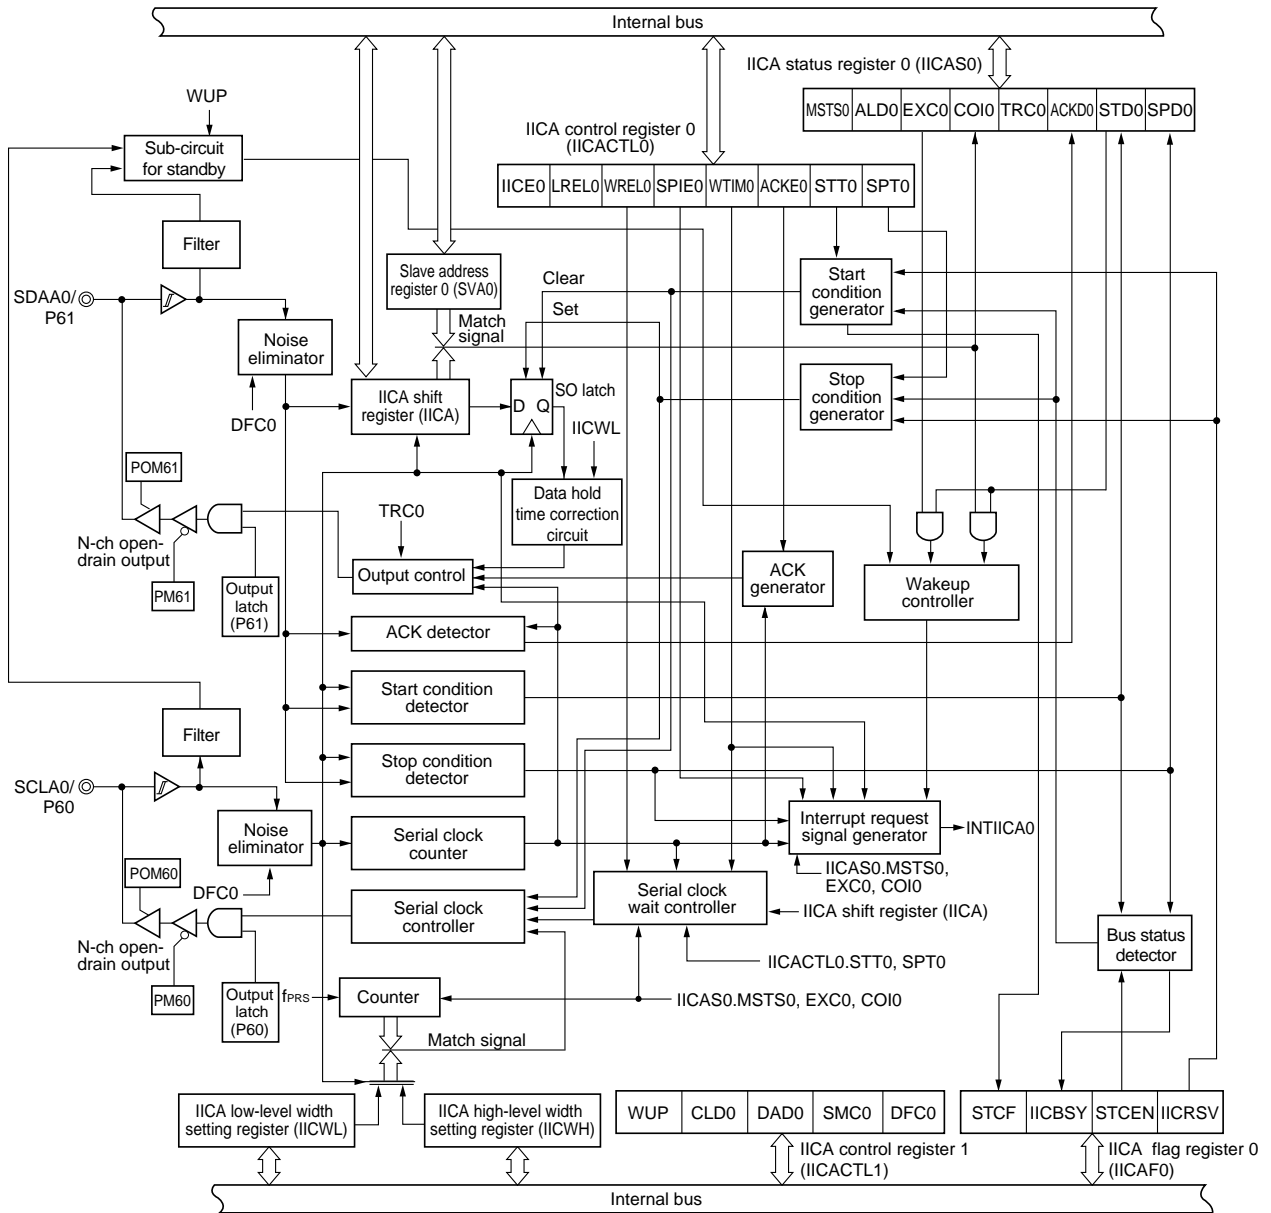 Internal bus
IICA status register 0 (IICAS0)
WUP
MSTS0 ALD0 EXC0 COI0 TRC0 ACKD0 STD0 SPD0
IICA control register 0
(IICACTL0)
Sub-circuit
for standby
IICE0 LREL0 WREL0 SPIE0 WTIM0 ACKE0 STT0 SPT0
Filter
Slave address
register 0 (SVA0)
Clear
Start
condition
generator
SDAA0/
P61
Set
Match
signal
Noise
eliminator
Stop
condition
generator
IICA shift
register (IICA)
SO latch
D Q
DFC0
IICWL
POM61
Data hold
time correction
circuit
TRC0
N-ch open-
drain output
PM61
Output
latch
(P61)
Output control
ACK
generator
Wakeup
controller
ACK detector
Start condition
detector
Filter
Stop condition
detector
SCLA0/
P60
Noise
eliminator
Serial clock
counter
Interrupt request
signal generator
INTIICA0
IICAS0.MSTS0,
EXC0, COI0
POM60
DFC0
Serial clock
controller
Serial clock
wait controller
IICA shift register (IICA)
N-ch open-
drain output
Bus status
detector
IICACTL0.STT0, SPT0
PM60
Output
latch
(P60)
fPRS
Counter
IICAS0.MSTS0, EXC0, COI0
Match signal
IICA low-level width
setting register (IICWL)
IICA high-level width
setting register (IICWH)
WUP CLD0 DAD0 SMC0 DFC0
STCF IICBSY STCEN IICRSV
IICA control register 1
(IICACTL1)
IICA flag register 0
(IICAF0)
Internal bus